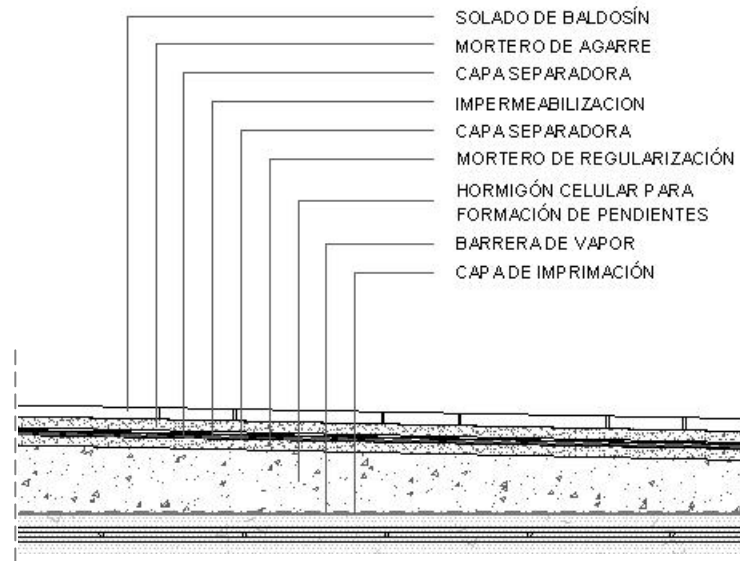 SOLADO DE BALDOSÍN
MORTERO DE AGARRE
CAPA SEPARADORA
IMPERMEABILIZACION
CAPA SEPARADORA
MORTERO DE REGULARIZACIÓN
HORMIGÓN CELULAR PARA
FORMACIÓN DE PENDIENTES
BARRERA DE VAPOR
CAPA DE IMPRIMACIÓN